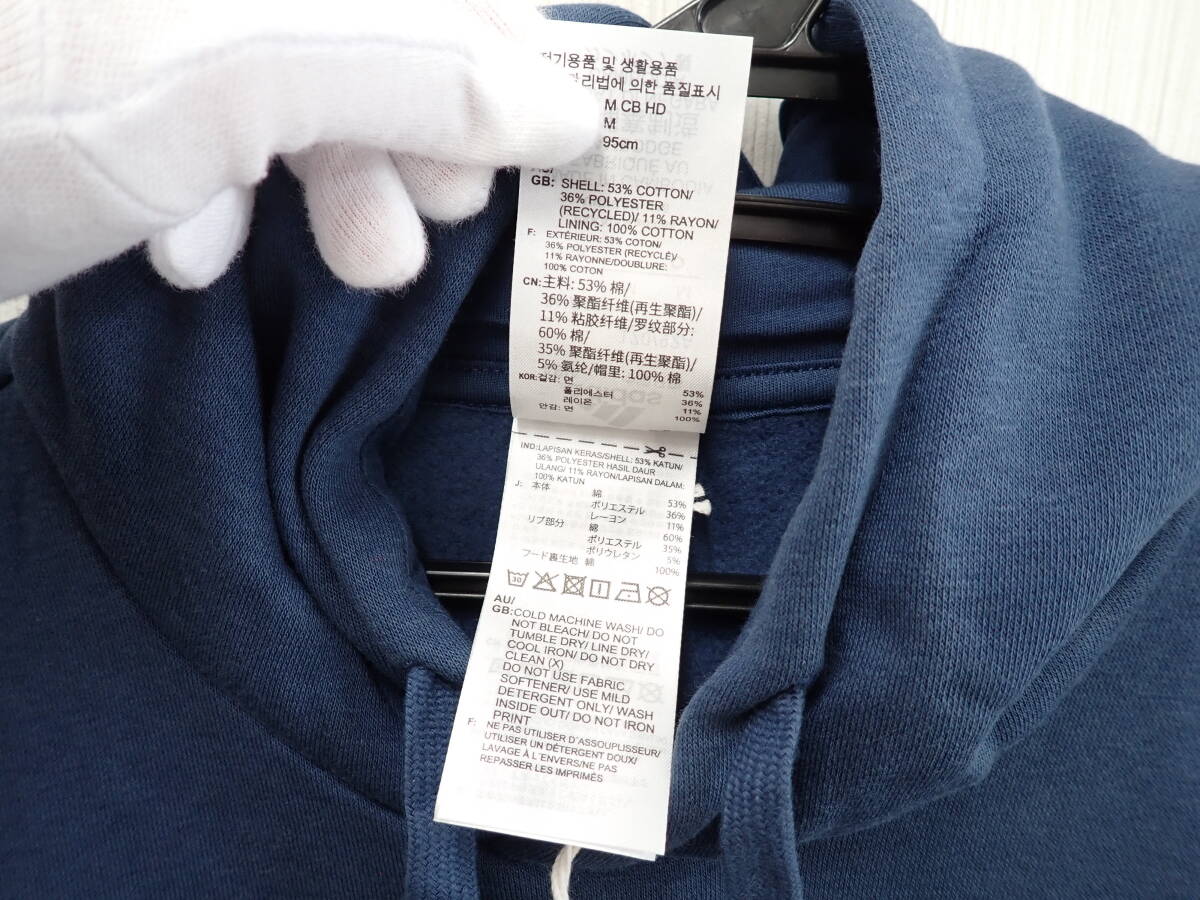 전기용품 및 생활용품
관리법에 의한 품질표시
M CB HD
M
95cm
GB: SHELL: 53% COTTON/
36% POLYESTER
(RECYCLED)/ 11% RAYON/
LINING: 100% COTTON
F: EXTÉRIEUR: 53% COTON/
36% POLYESTER (RECYCLÉ)/
11% RAYONNE/DOUBLURE:
100% COTON
CN: 主料: 53% 棉/
36% 聚酯纤维(再生聚酯)/
11% 粘胶纤维/罗纹部分:
60% 棉/
35% 聚酯纤维(再生聚酯)/
5% 氨纶/帽里: 100% 棉
KOR: 겉감: 면 53%
폴리에스터 36%
레이온 11%
안감: 면 100%
IND: LAPISAN KERAS/SHELL: 53% KATUN/
36% POLYESTER HASIL DAUR
ULANG/ 11% RAYON/LAPISAN DALAM:
100% KATUN
J: 本体 綿 53%
ポリエステル 36%
レーヨン 11%
リブ部分 綿 60%
ポリエステル 35%
ポリウレタン 5%
フード裏生地 綿 100%
30
AU/
GB: COLD MACHINE WASH/ DO
NOT BLEACH/ DO NOT
TUMBLE DRY/ LINE DRY/
COOL IRON/ DO NOT DRY
CLEAN (X)
DO NOT USE FABRIC
SOFTENER/ USE MILD
DETERGENT ONLY/ WASH
INSIDE OUT/ DO NOT IRON
PRINT
F: NE PAS UTILISER D´ASSOUPLISSEUR/
UTILISER UN DÉTERGENT DOUX/
LAVAGE À L´ENVERS/NE PAS
REPASSER LES IMPRIMÉS